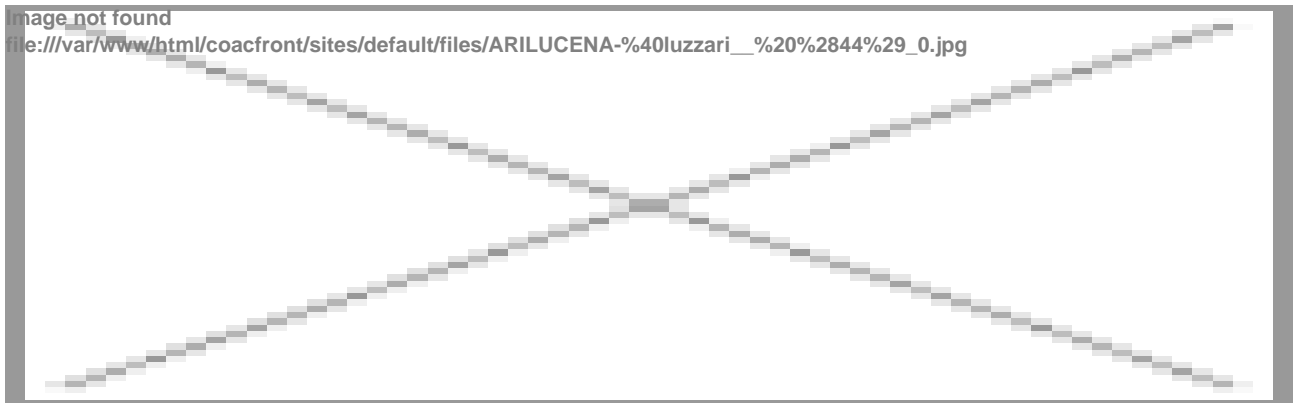 Image not found
file:///var/www/html/coacfront/sites/default/files/ARILUCENA-%40luzzari__%20%2844%29_0.jpg